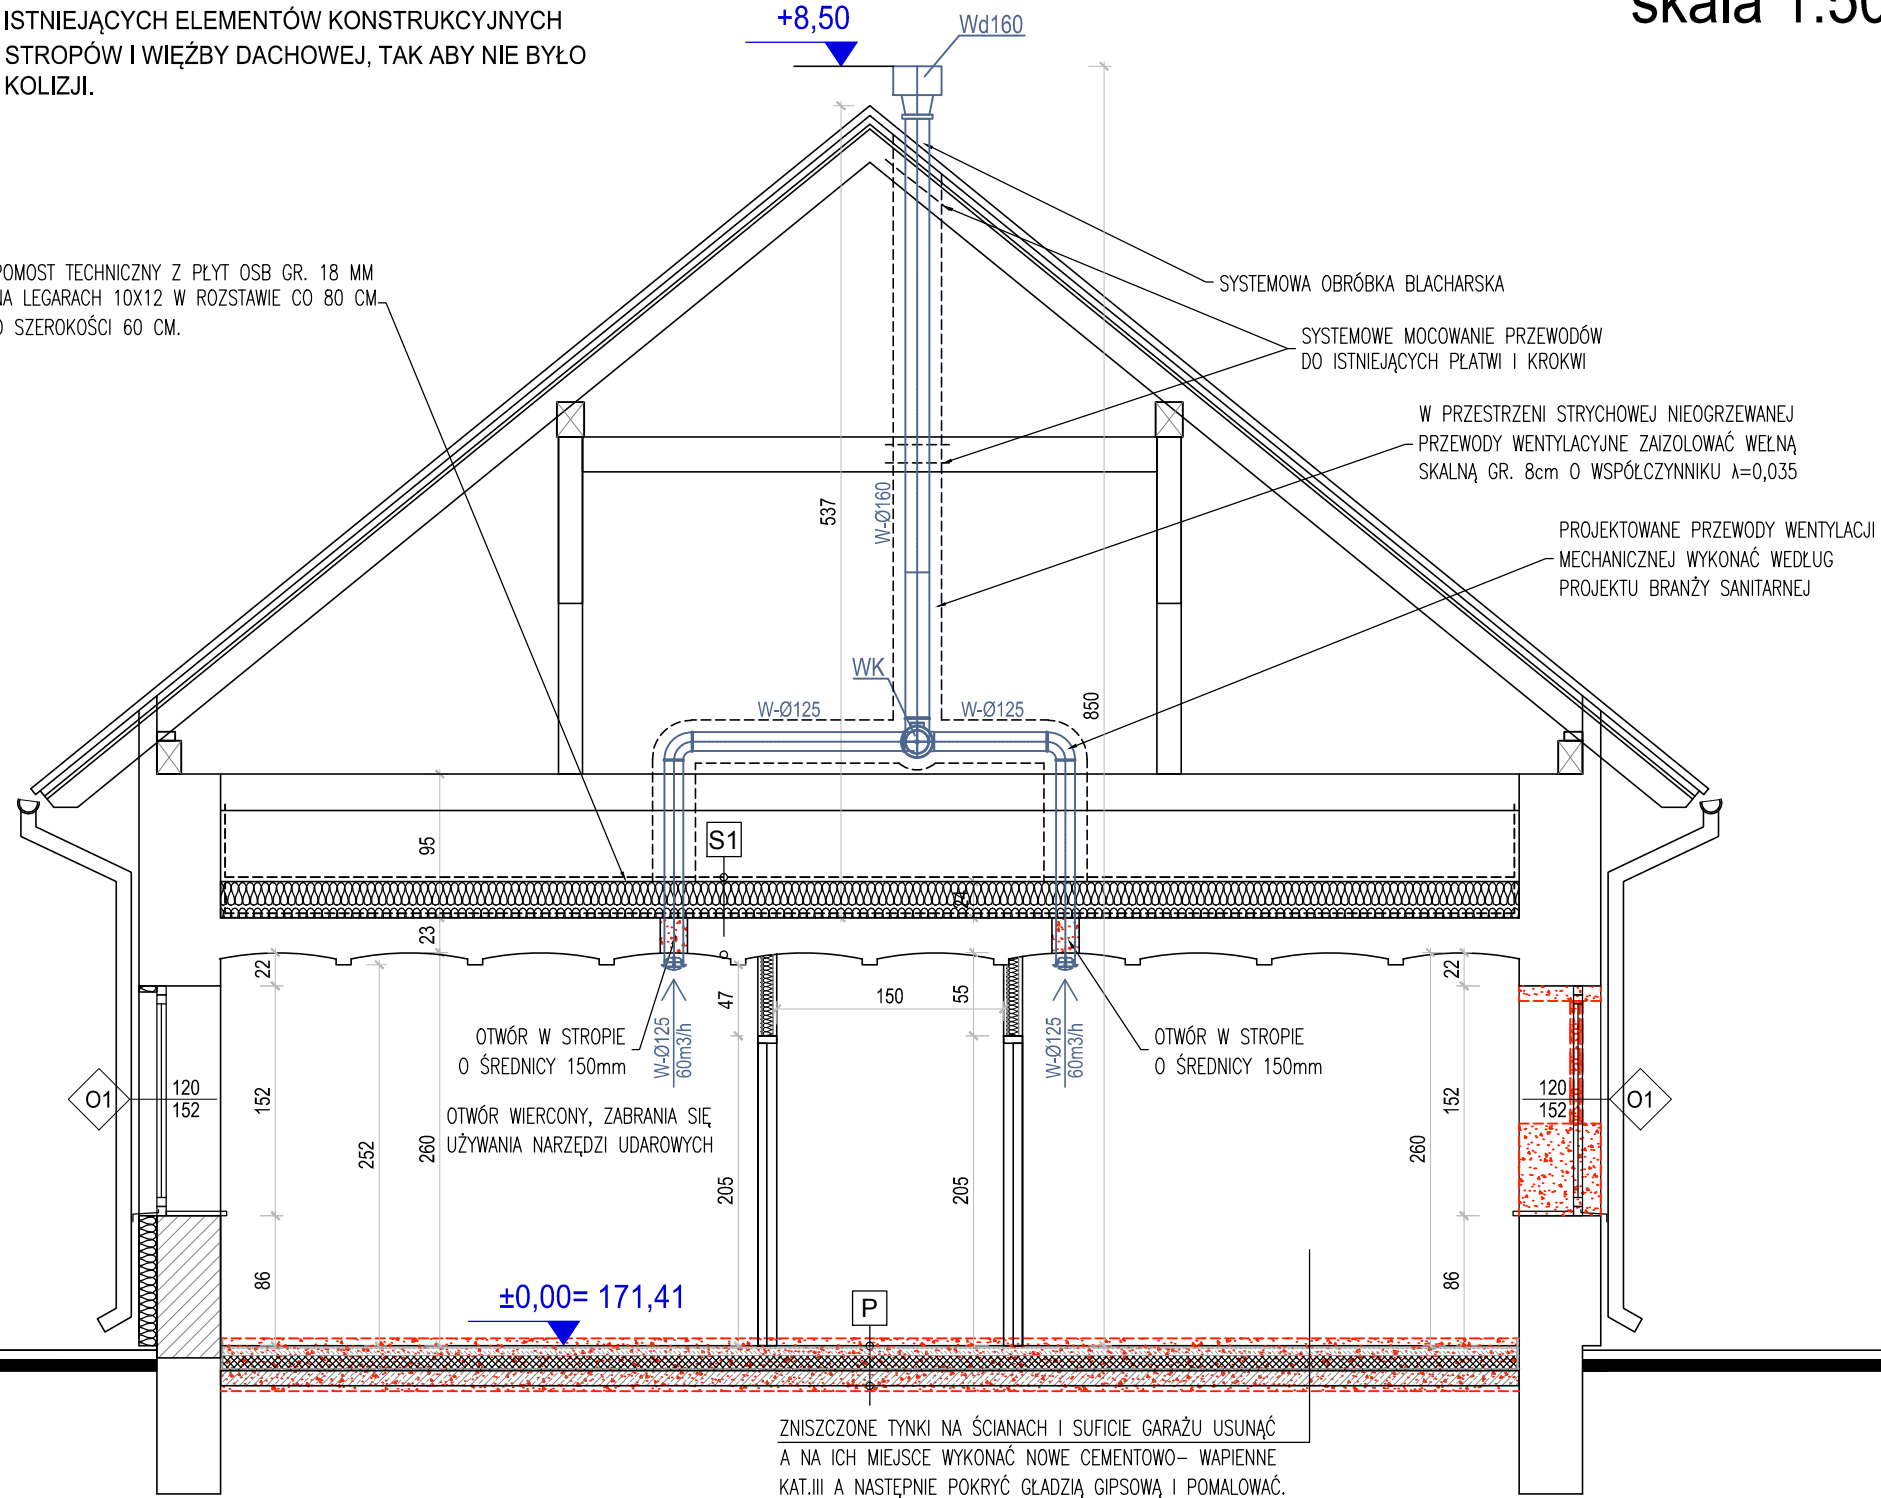 ISTNIEJĄCYCH ELEMENTÓW KONSTRUKCYJNYCH
STROPÓW I WIĘŹBY DACHOWEJ, TAK ABY NIE BYŁO
KOLIZJI.
+8,50
Wd160
skala 1:50
POMOST TECHNICZNY Z PŁYT OSB GR. 18 MM
NA LEGARACH 10X12 W ROZSTAWIE CO 80 CM
O SZEROKOŚCI 60 CM.
SYSTEMOWA OBRÓBKA BLACHARSKA
SYSTEMOWE MOCOWANIE PRZEWODÓW
DO ISTNIEJĄCYCH PŁATWI I KROKWI
W PRZESTRZENI STRYCHOWEJ NIEOGRZEWANEJ
PRZEWODY WENTYLACYJNE ZAIZOLOWAĆ WEŁNĄ
SKALNĄ GR. 8cm O WSPÓŁCZYNNIKU λ=0,035
PROJEKTOWANE PRZEWODY WENTYLACJI
MECHANICZNEJ WYKONAĆ WEDŁUG
PROJEKTU BRANŻY SANITARNEJ
537
W-Ø160
WK
W-Ø125
W-Ø125
850
95
S1
24
23
22
47
150
55
22
OTWÓR W STROPIE
O ŚREDNICY 150mm
W-Ø125
60m3/h
W-Ø125
60m3/h
OTWÓR W STROPIE
O ŚREDNICY 150mm
OTWÓR WIERCONY, ZABRANIA SIĘ
UŻYWANIA NARZĘDZI UDAROWYCH
O1
120
152
152
252
260
205
205
260
152
120
152
O1
86
86
±0,00= 171,41
P
ZNISZCZONE TYNKI NA ŚCIANACH I SUFICIE GARAŻU USUNĄĆ
A NA ICH MIEJSCE WYKONAĆ NOWE CEMENTOWO– WAPIENNE
KAT.III A NASTĘPNIE POKRYĆ GŁADZIĄ GIPSOWĄ I POMALOWAĆ.